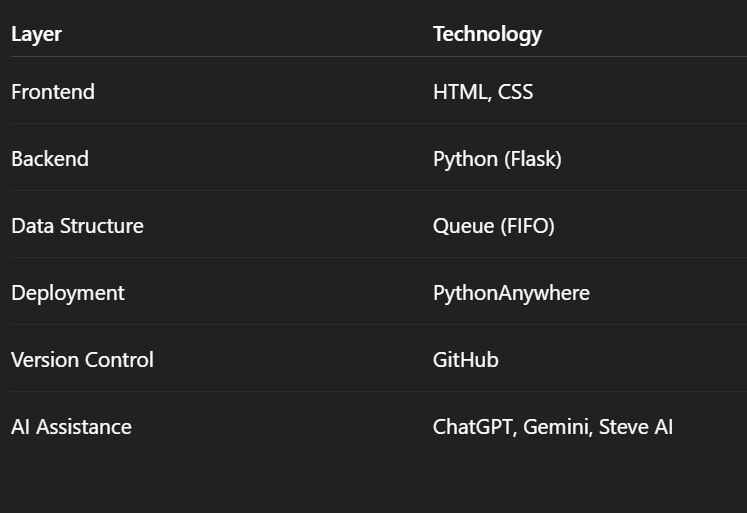 Layer Technology
Frontend HTML, CSS
Backend Python (Flask)
Data Structure Queue (FIFO)
Deployment PythonAnywhere
Version Control GitHub
AI Assistance ChatGPT, Gemini, Steve AI